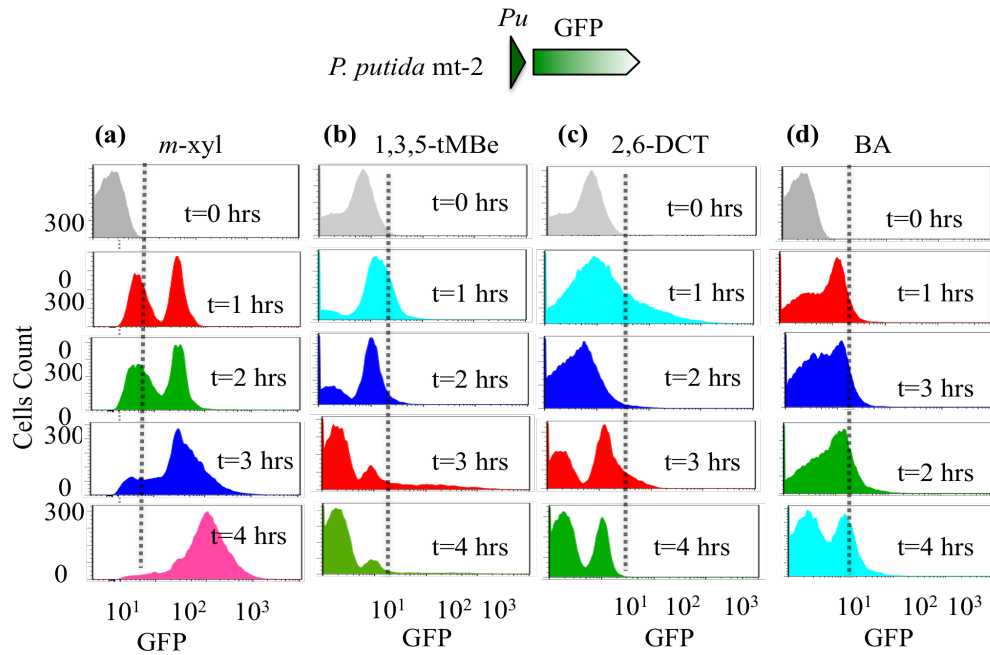 Pu
GFP
P. putida mt-2
(a)
m-xyl
(b)
1,3,5-tMBe
(c)
2,6-DCT
(d)
BA
t=0 hrs
t=0 hrs
t=0 hrs
t=0 hrs
300
t=1 hrs
t=1 hrs
t=1 hrs
t=1 hrs
0
300
t=2 hrs
t=2 hrs
t=2 hrs
t=3 hrs
0
300
0
t=3 hrs
t=3 hrs
t=3 hrs
t=2 hrs
300
0
t=4 hrs
t=4 hrs
t=4 hrs
t=4 hrs
300
0
Cells Count
10¹ 10² 10³
10¹ 10² 10³
10¹ 10² 10³
10¹ 10² 10³
GFP
GFP
GFP
GFP